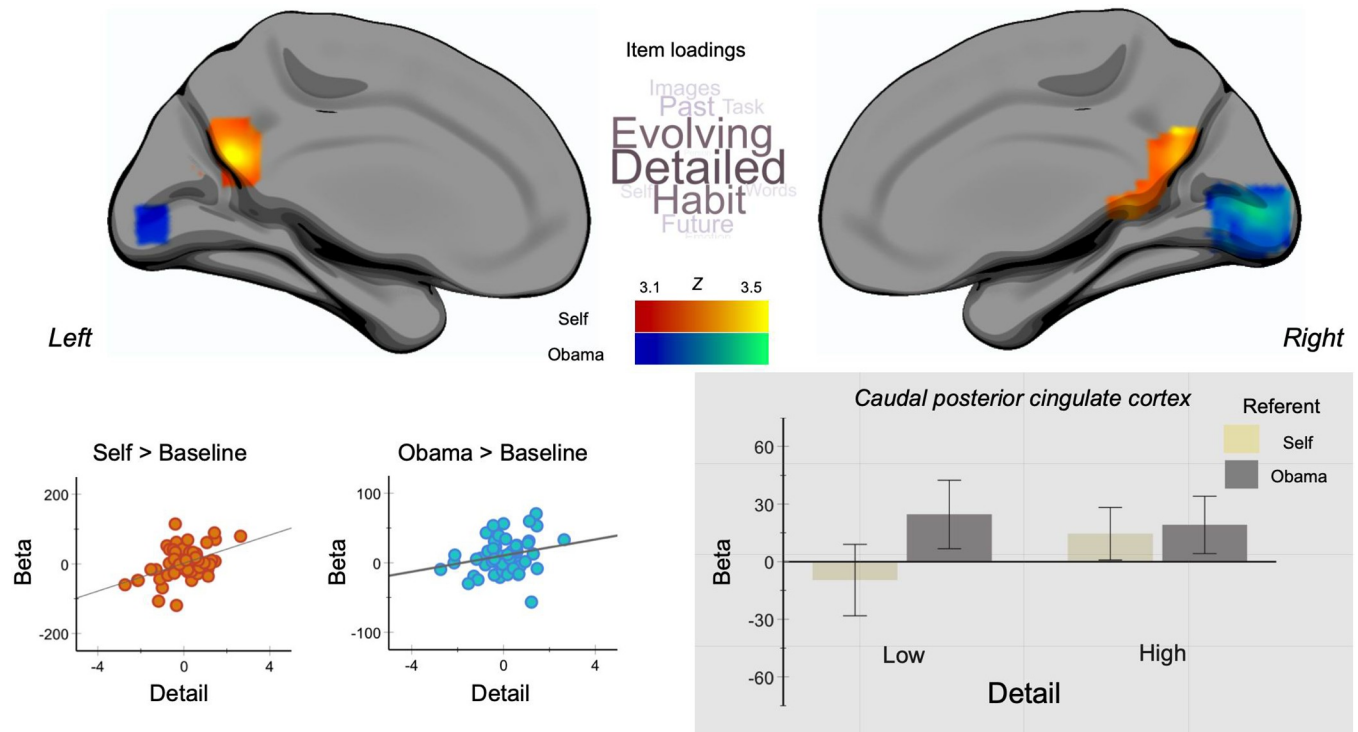 Item loadings
Images
Past Task
Evolving
Detailed
Self Words
Habit
Future
3.1 Z 3.5
Self
Obama
Left
Right
Self > Baseline
200
0
-200
Beta
-4 0 4
Detail
Obama > Baseline
100
0
-100
Beta
-4 0 4
Detail
Caudal posterior cingulate cortex
Referent
Self
Obama
60
30
0
-30
-60
Beta
Low High
Detail